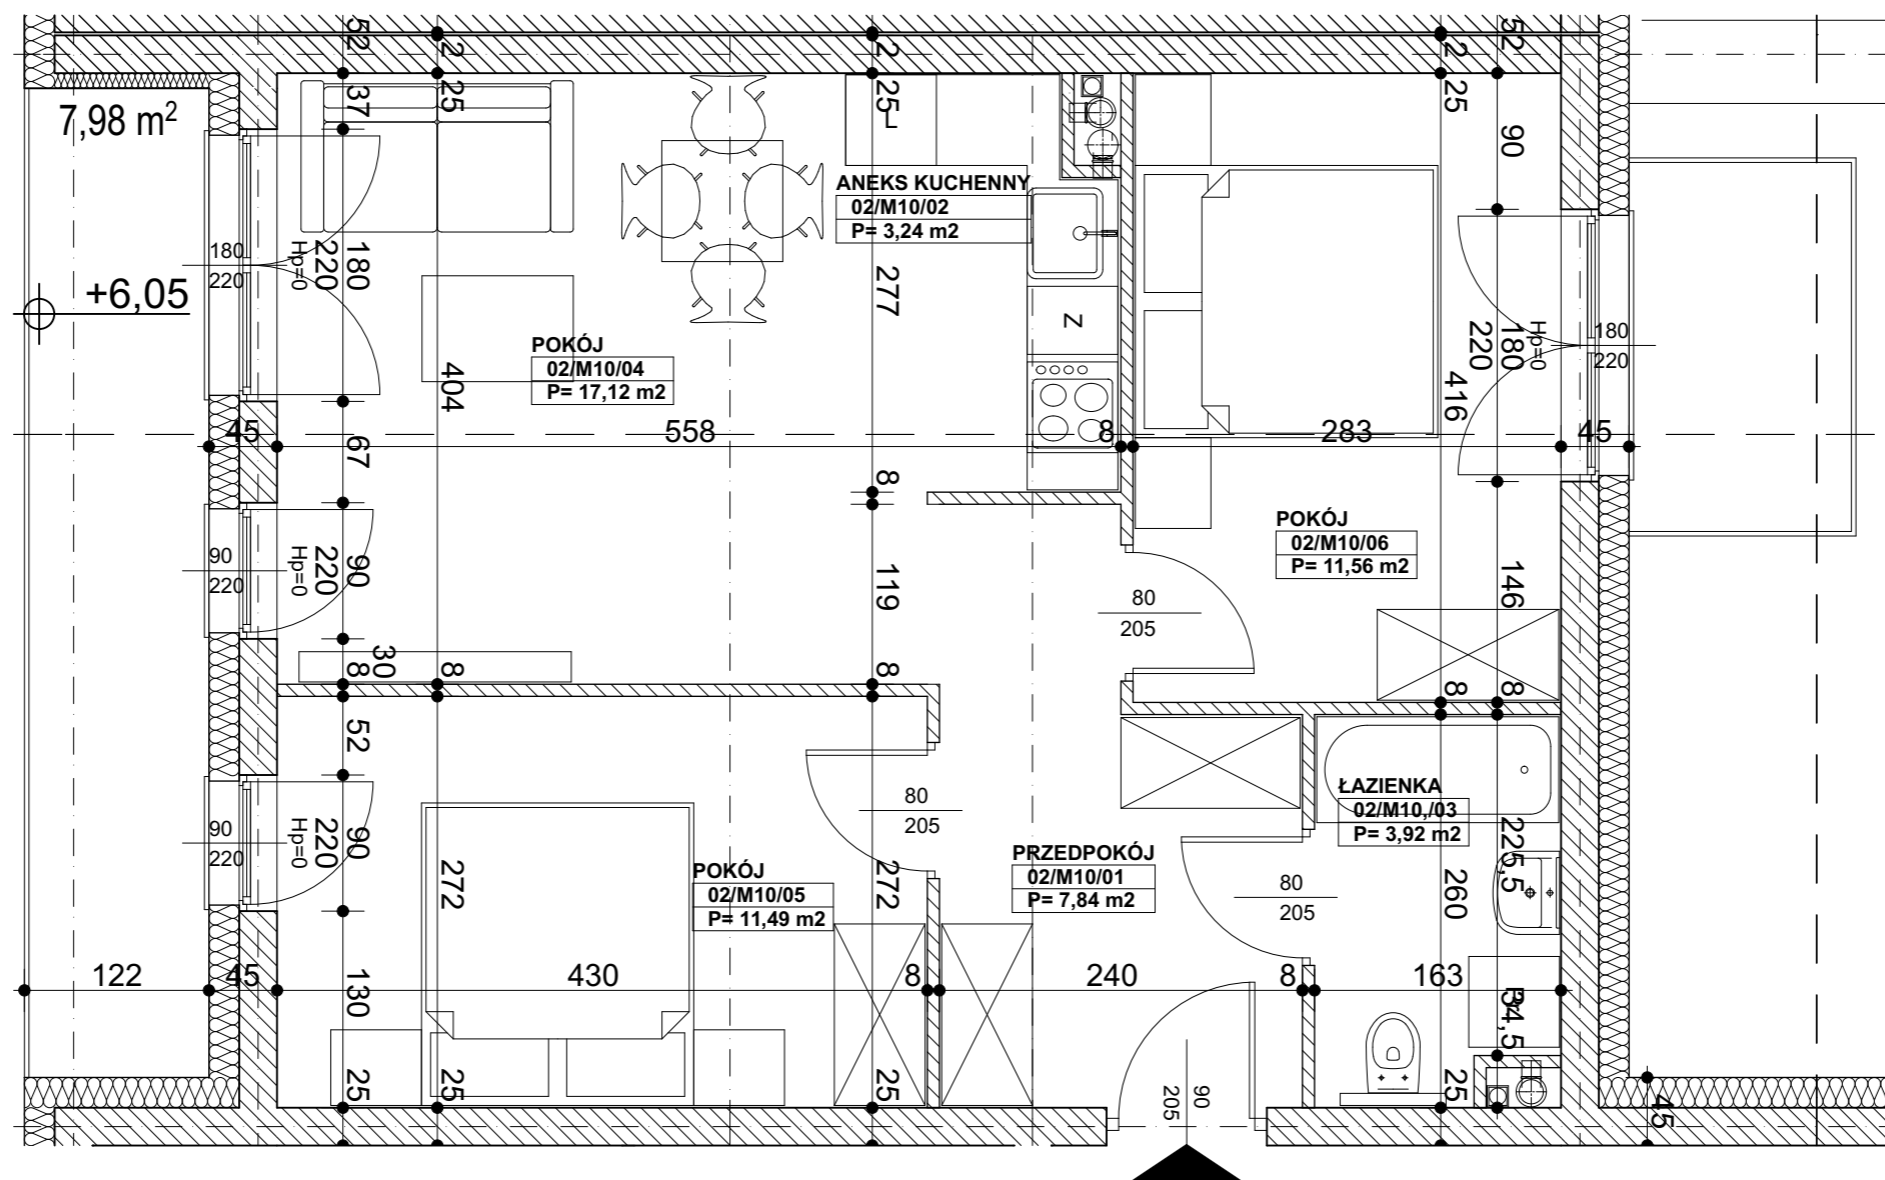 52
2
2
2
52
37
25
25
L
25
90
7,98 m²
ANEKS KUCHENNY
02/M10/02
P= 3,24 m2
180
220
Hp=0
220
180
277
+6,05
Z
POKÓJ
02/M10/04
P= 17,12 m2
404
220
180
Hp=0
180
220
416
45
67
558
8
283
45
8
POKÓJ
02/M10/06
P= 11,56 m2
90
220
Hp=0
220
90
119
146
80
205
30
8
8
8
8
8
52
80
205
ŁAZIENKA
02/M10,/03
P= 3,92 m2
90
220
Hp=0
220
90
272
POKÓJ
02/M10/05
P= 11,49 m2
272
PRZEDPOKÓJ
02/M10/01
P= 7,84 m2
80
205
260
225,5
122
45
130
430
8
240
8
163
34,5
25
25
25
205
90
25
45